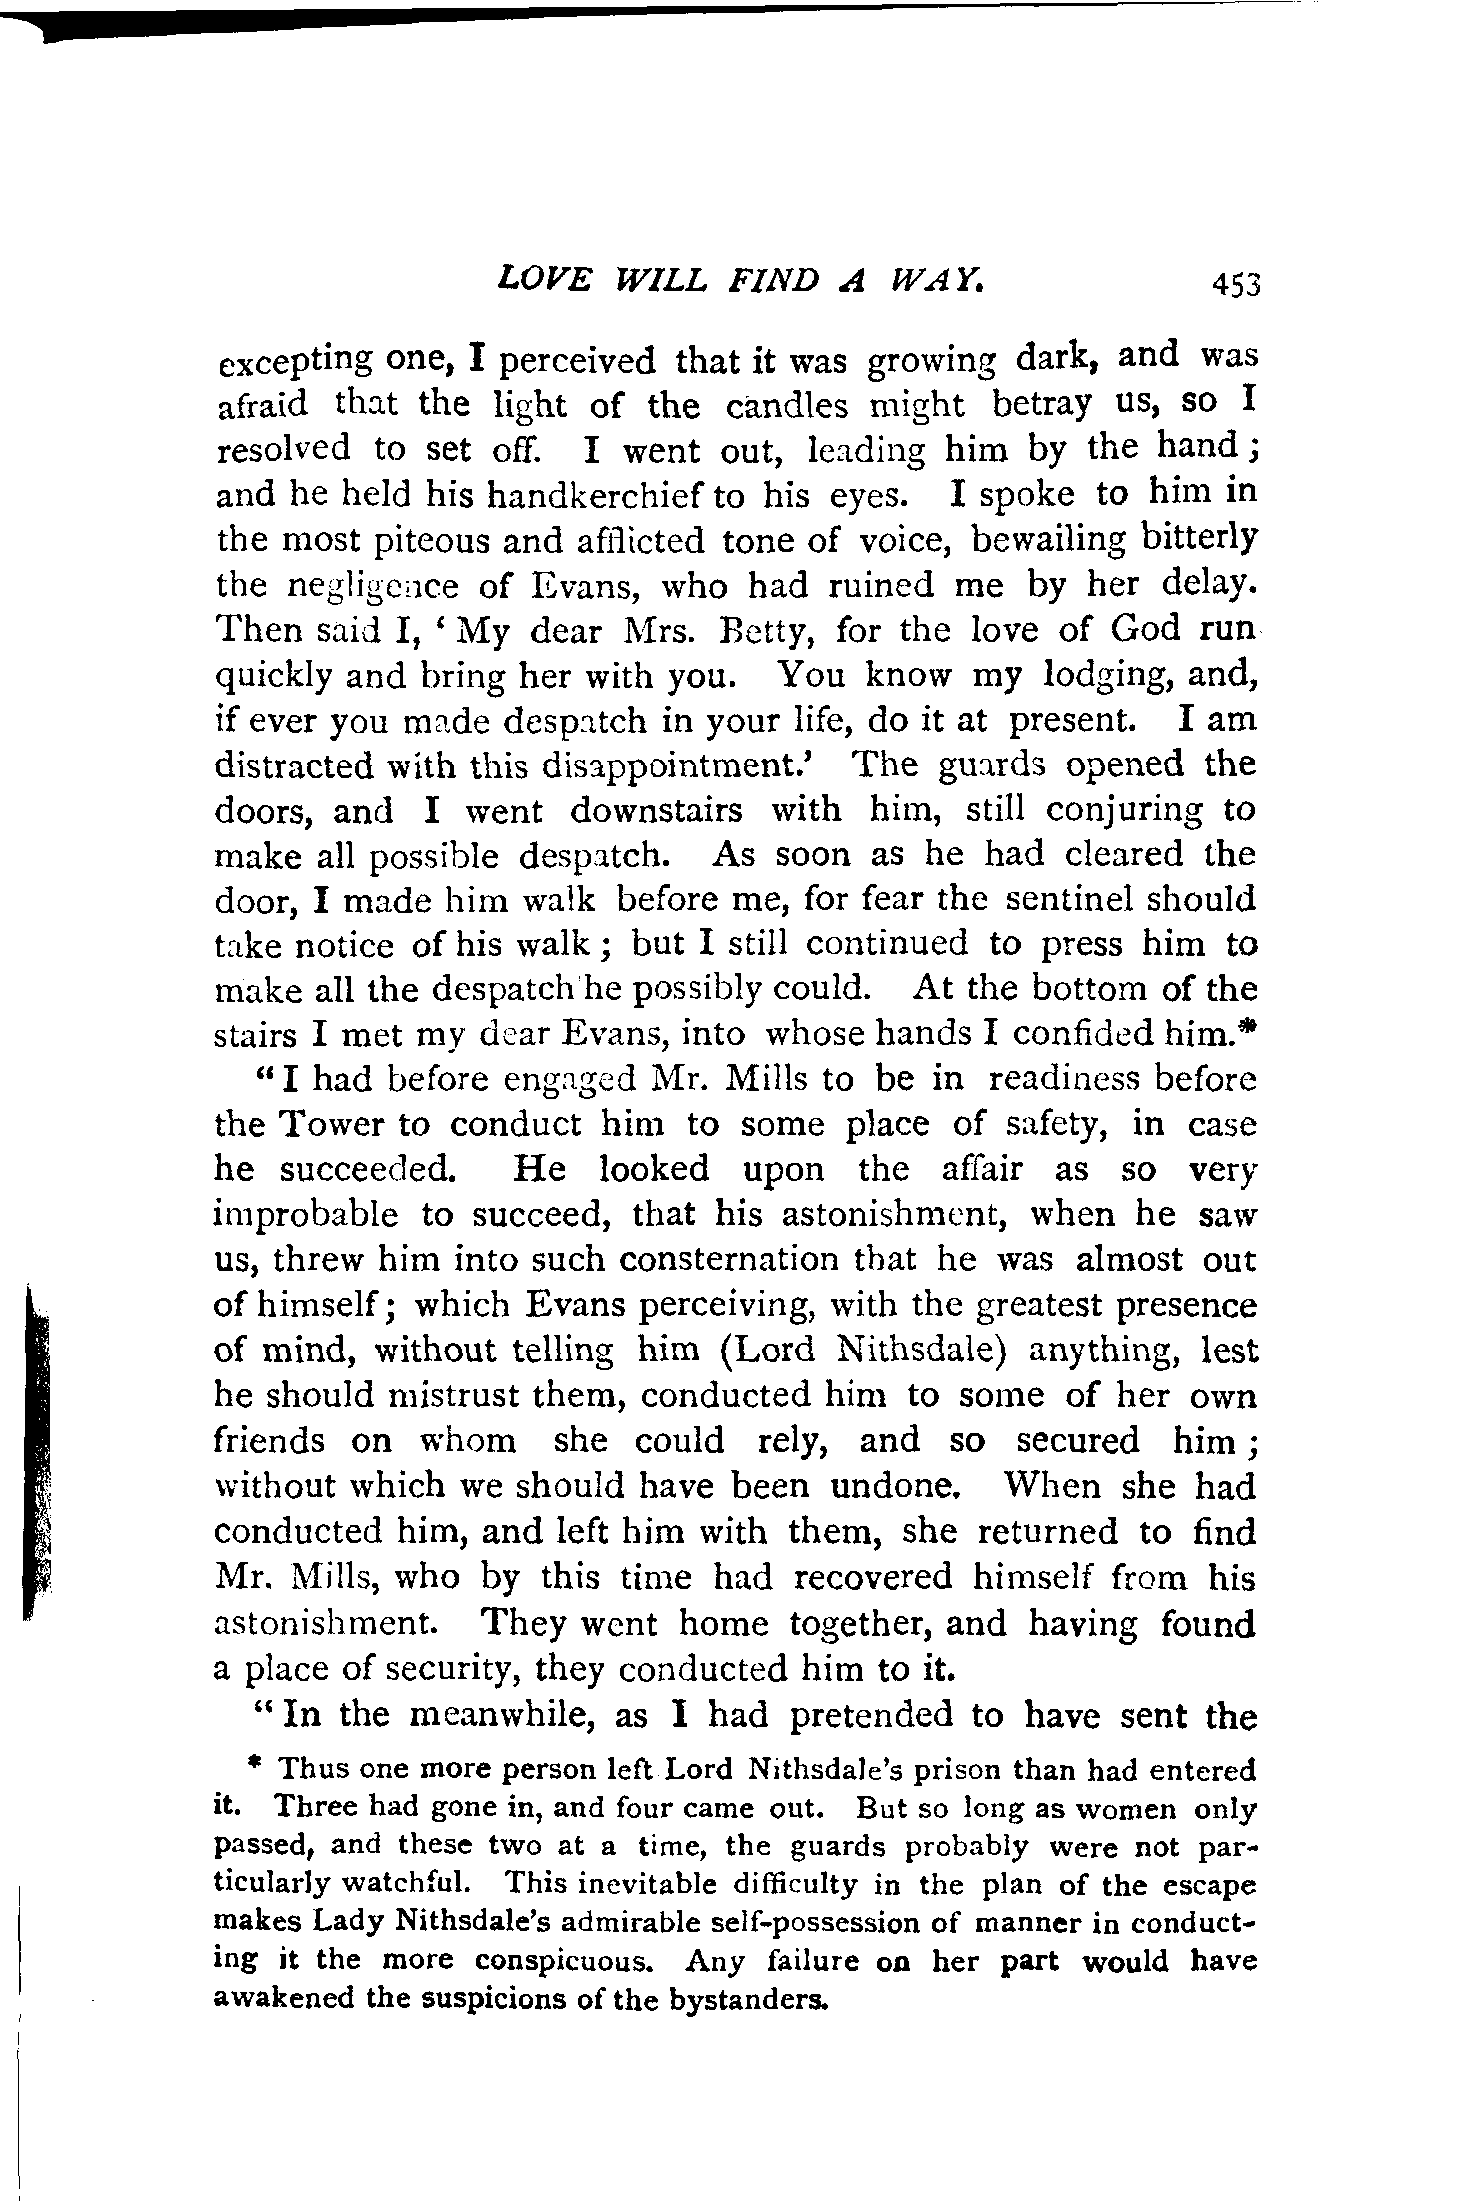 LOVE WILL FIND A WAY. 453
excepting one, I perceived that it was growing dark, and was
afraid that the light of the candles might betray us, so I
resolved to set off. I went out, leading him by the hand ;
and he held his handkerchief to his eyes. I spoke to him in
the most piteous and afflicted tone of voice, bewailing bitterly
the negligence of Evans, who had ruined me by her delay.
Then said I, ‘ My dear Mrs. Betty, for the love of God run
quickly and bring her with you. You know my lodging, and,
if ever you made despatch in your life, do it at present. I am
distracted with this disappointment.’ The guards opened the
doors, and I went downstairs with him, still conjuring to
make all possible despatch. As soon as he had cleared the
door, I made him walk before me, for fear the sentinel should
take notice of his walk ; but I still continued to press him to
make all the despatch he possibly could. At the bottom of the
stairs I met my dear Evans, into whose hands I confided him.*
“ I had before engaged Mr. Mills to be in readiness before
the Tower to conduct him to some place of safety, in case
he succeeded. He looked upon the affair as so very
improbable to succeed, that his astonishment, when he saw
us, threw him into such consternation that he was almost out
of himself ; which Evans perceiving, with the greatest presence
of mind, without telling him (Lord Nithsdale) anything, lest
he should mistrust them, conducted him to some of her own
friends on whom she could rely, and so secured him ;
without which we should have been undone. When she had
conducted him, and left him with them, she returned to find
Mr. Mills, who by this time had recovered himself from his
astonishment. They went home together, and having found
a place of security, they conducted him to it.
“ In the meanwhile, as I had pretended to have sent the
* Thus one more person left Lord Nithsdale’s prison than had entered
it. Three had gone in, and four came out. But so long as women only
passed, and these two at a time, the guards probably were not par-
ticularly watchful. This inevitable difficulty in the plan of the escape
makes Lady Nithsdale’s admirable self-possession of manner in conduct-
ing it the more conspicuous. Any failure on her part would have
awakened the suspicions of the bystanders.